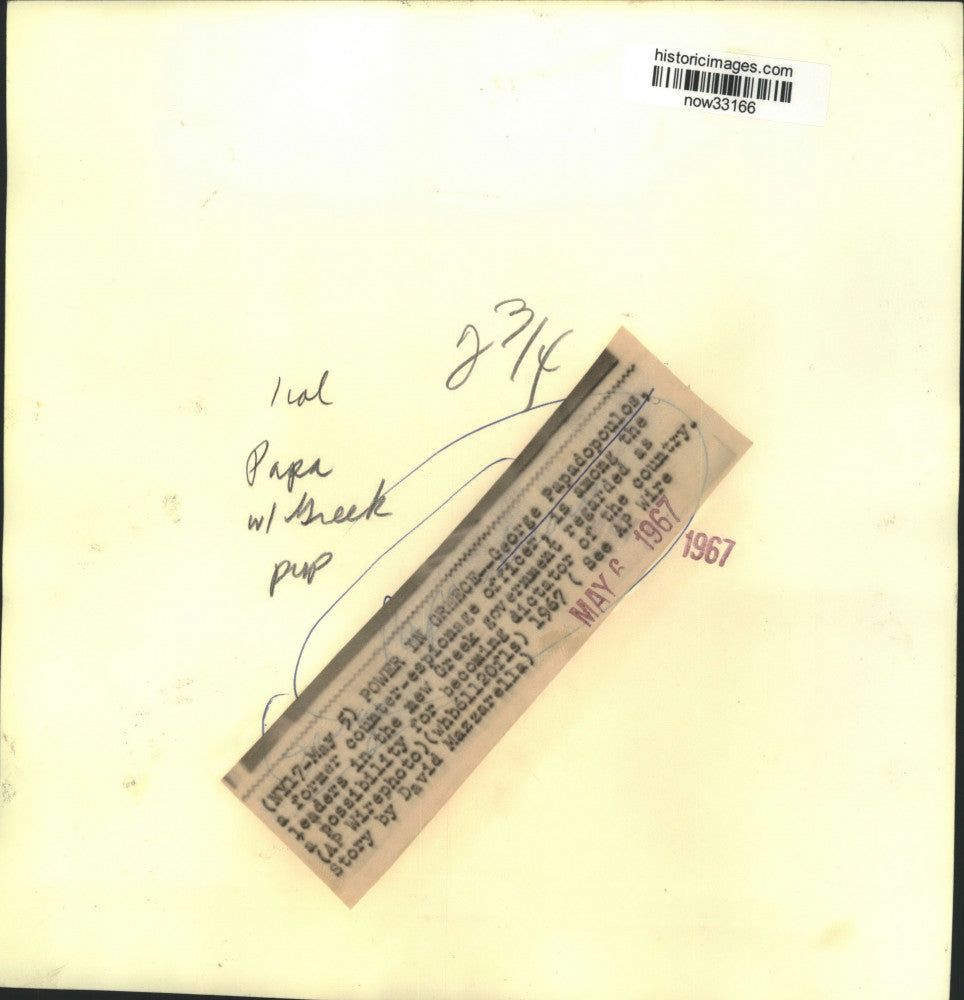 historicimages.com
now33166
2 3/4
1 col
Papa
w/ Greek
pup
(NY17-May 5) POWER IN GREECE--George Papadopoulos,
a former counter-espionage officer, is among the
leaders in the new Greek government regarded as
a possibility for becoming dictator of the country.
(AP Wirephoto)(whb61120fls) 1967 ( See AP Wire
story by David Mazzarella)
MAY 6 1967
1967